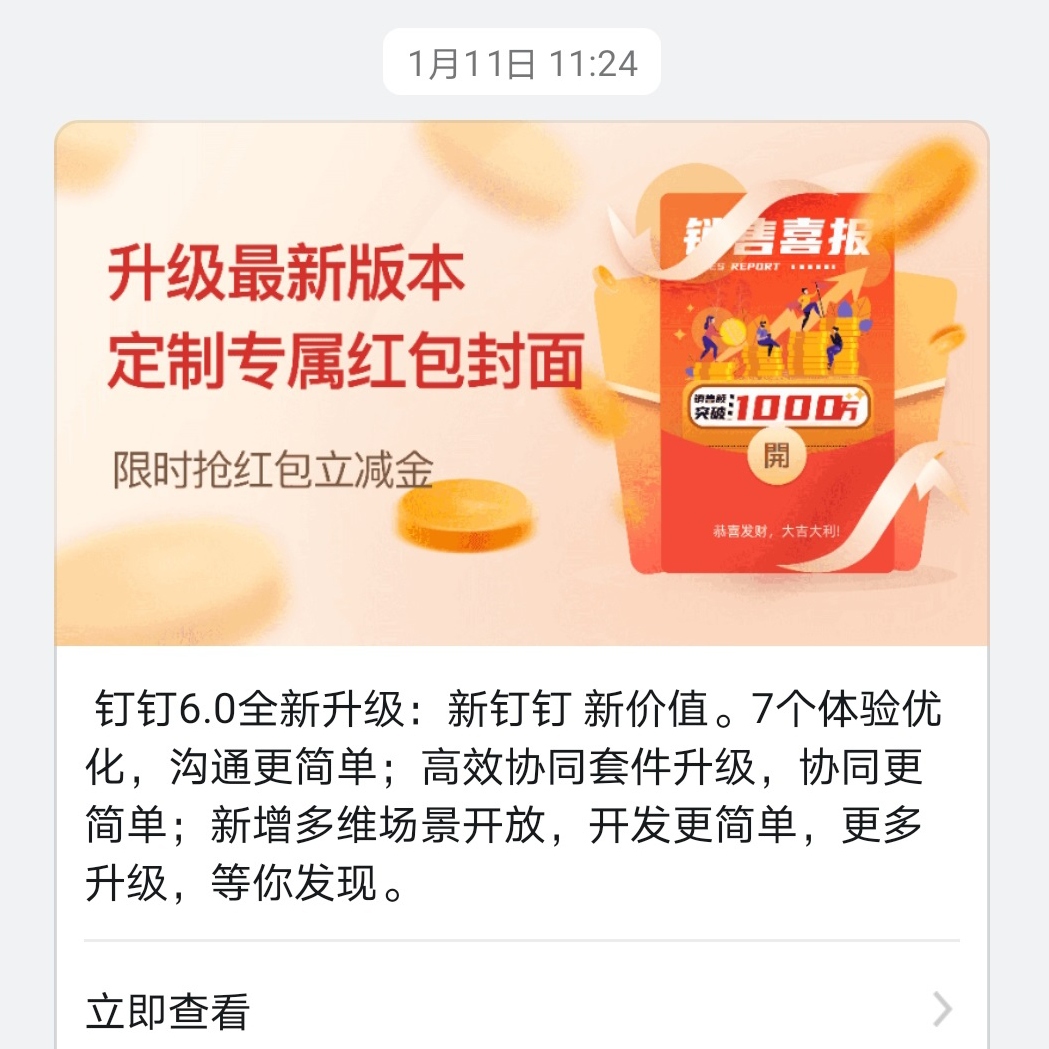 1月11日 11:24
升级最新版本
定制专属红包封面
限时抢红包立减金
销售喜报
REPORT
销售额
突破:1000万
開
恭喜发财，大吉大利!
钉钉6.0全新升级：新钉钉 新价值。7个体验优
化，沟通更简单；高效协同套件升级，协同更
简单；新增多维场景开放，开发更简单，更多
升级，等你发现。
立即查看